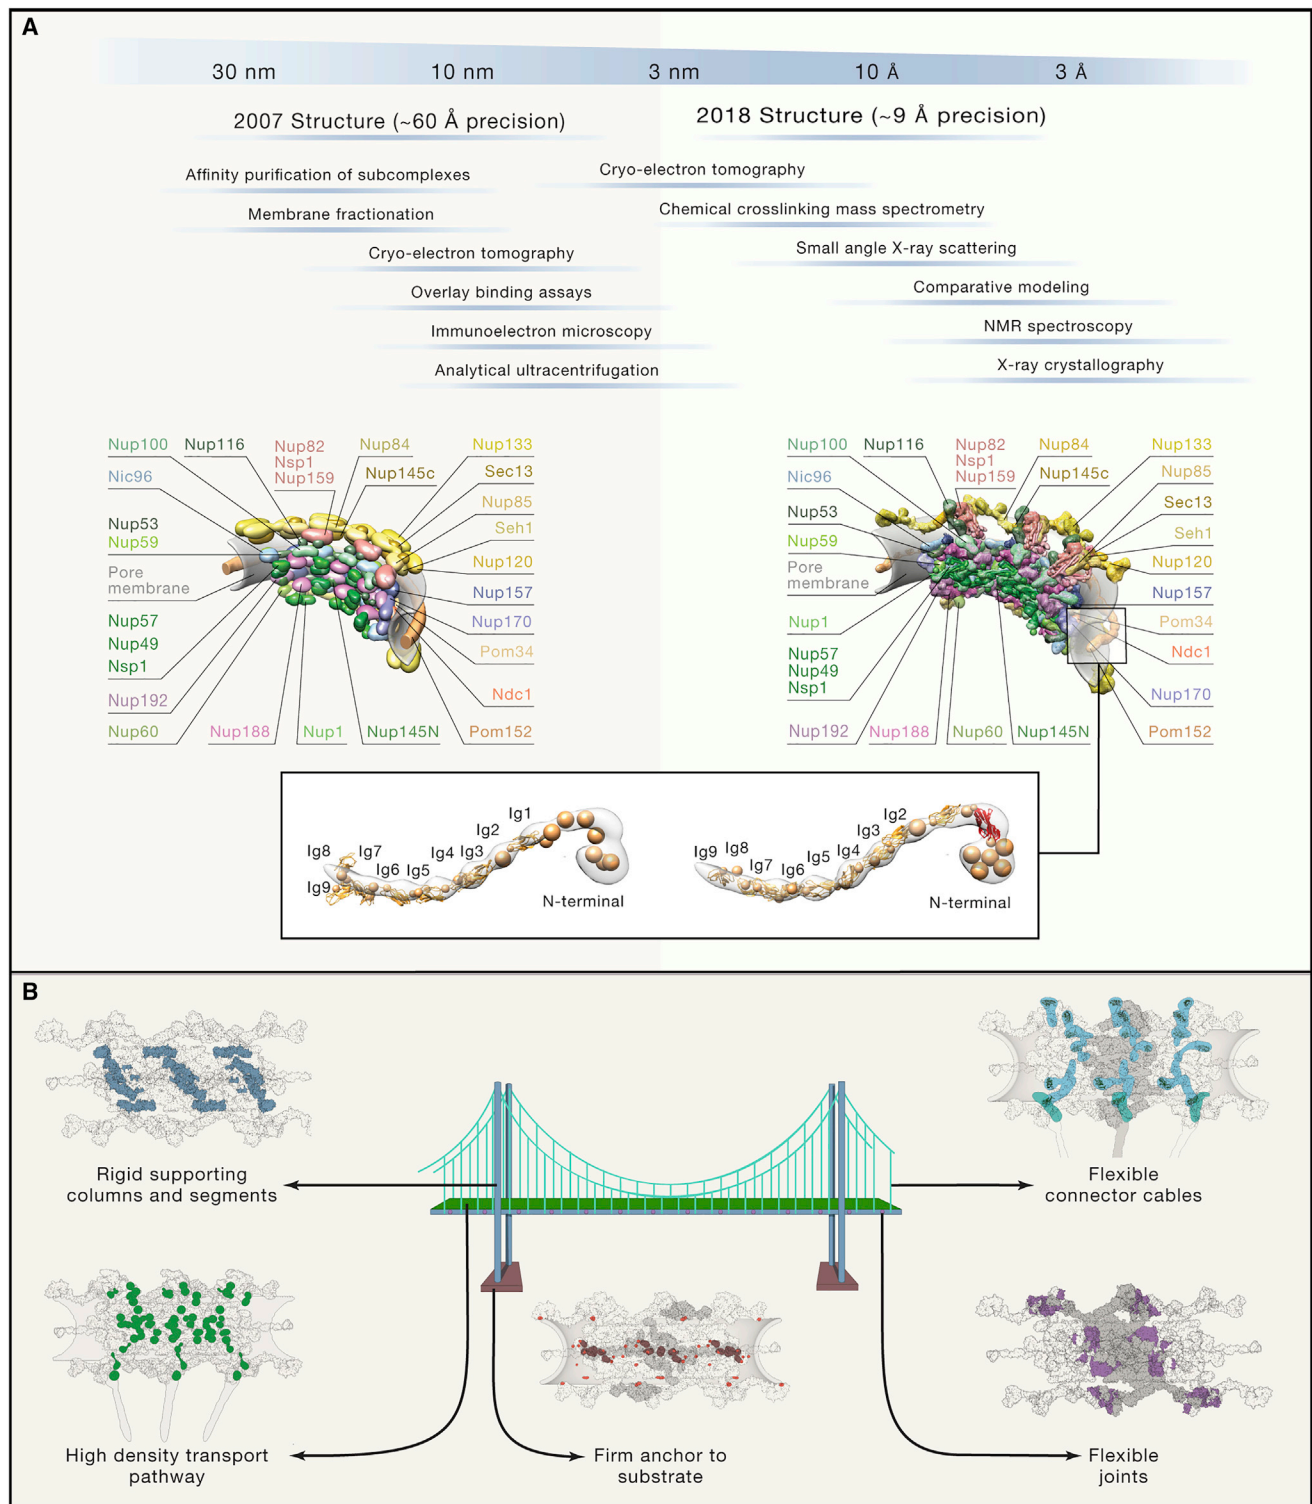 A
30 nm 10 nm 3 nm 10 Å 3 Å
2007 Structure (~60 Å precision)
2018 Structure (~9 Å precision)
Affinity purification of subcomplexes
Membrane fractionation
Cryo-electron tomography
Overlay binding assays
Immunoelectron microscopy
Analytical ultracentrifugation
Cryo-electron tomography
Chemical crosslinking mass spectrometry
Small angle X-ray scattering
Comparative modeling
NMR spectroscopy
X-ray crystallography
Nup100
Nup116
Nup82
Nsp1
Nup159
Nup84
Nup145c
Nup133
Sec13
Nup85
Seh1
Nup120
Nup157
Nup170
Pom34
Ndc1
Pom152
Nic96
Nup53
Nup59
Pore
membrane
Nup57
Nup49
Nsp1
Nup192
Nup60
Nup188
Nup1
Nup145N
Nup100
Nup116
Nup82
Nsp1
Nup159
Nup84
Nup145c
Nup133
Nup85
Sec13
Seh1
Nup120
Nup157
Pom34
Ndc1
Nup170
Pom152
Nic96
Nup53
Nup59
Pore
membrane
Nup1
Nup57
Nup49
Nsp1
Nup192
Nup188
Nup60
Nup145N
Ig8
Ig7
Ig9
Ig6
Ig5
Ig4
Ig3
Ig2
Ig1
N-terminal
Ig9
Ig8
Ig7
Ig6
Ig5
Ig4
Ig3
Ig2
N-terminal
B
Rigid supporting
columns and segments
Flexible
connector cables
High density transport
pathway
Firm anchor to
substrate
Flexible
joints